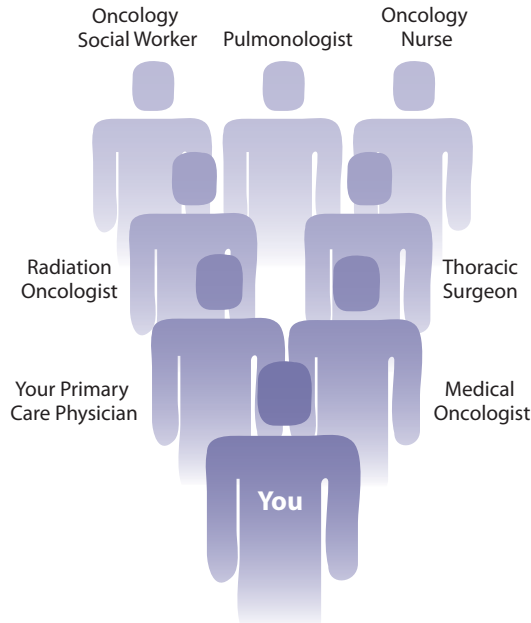 Oncology
Social Worker
Pulmonologist
Oncology
Nurse
Radiation
Oncologist
Thoracic
Surgeon
Your Primary
Care Physician
Medical
Oncologist
You